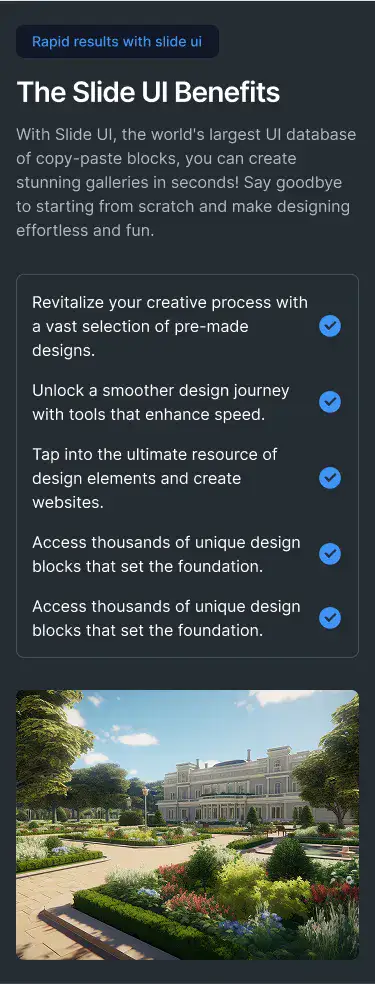 Rapid results with slide ui
The Slide UI Benefits
With Slide UI, the world's largest UI database
of copy-paste blocks, you can create
stunning galleries in seconds! Say goodbye
to starting from scratch and make designing
effortless and fun.
Revitalize your creative process with
a vast selection of pre-made
designs.
Unlock a smoother design journey
with tools that enhance speed.
Tap into the ultimate resource of
design elements and create
websites.
Access thousands of unique design
blocks that set the foundation.
Access thousands of unique design
blocks that set the foundation.